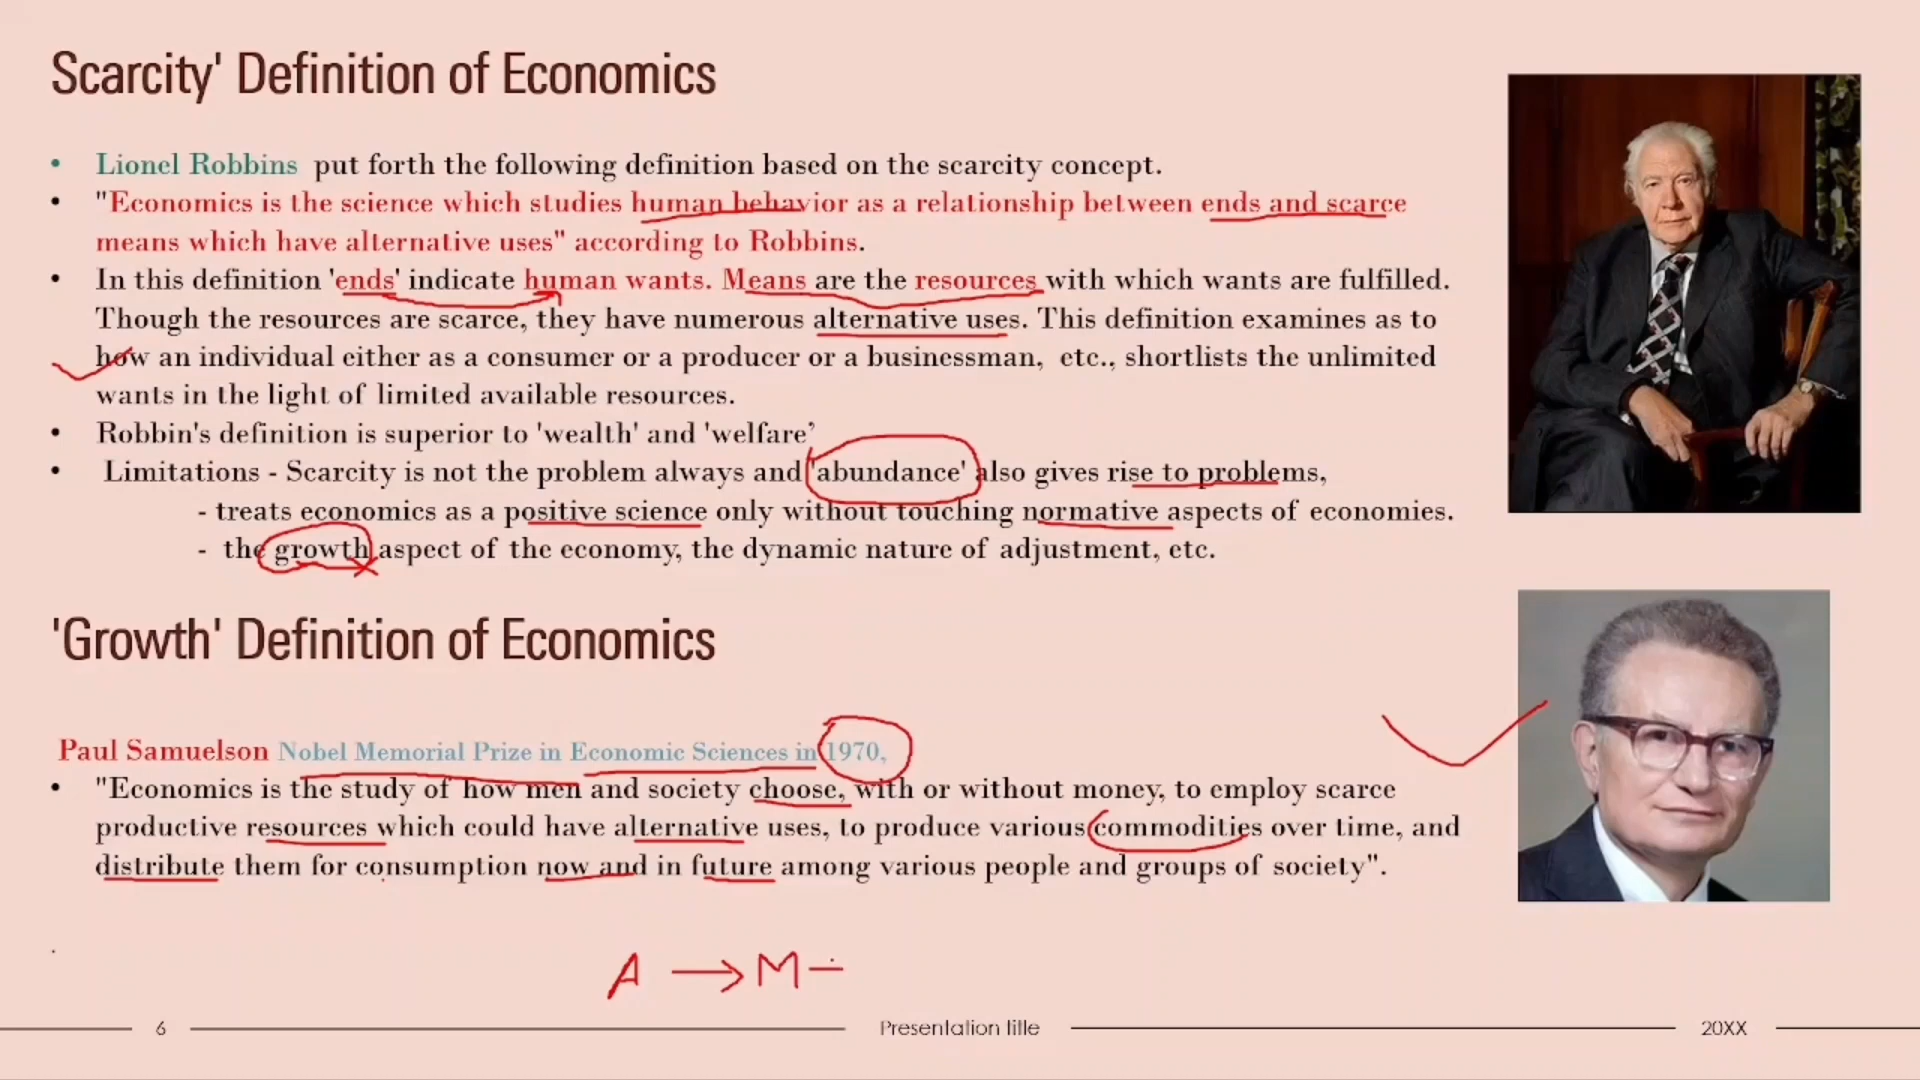 Scarcity' Definition of Economics
• Lionel Robbins put forth the following definition based on the scarcity concept.
• "Economics is the science which studies human behavior as a relationship between ends and scarce
means which have alternative uses" according to Robbins.
• In this definition 'ends' indicate human wants. Means are the resources with which wants are fulfilled.
Though the resources are scarce, they have numerous alternative uses. This definition examines as to
how an individual either as a consumer or a producer or a businessman, etc., shortlists the unlimited
wants in the light of limited available resources.
• Robbin's definition is superior to 'wealth' and 'welfare’
• Limitations - Scarcity is not the problem always and 'abundance' also gives rise to problems,
- treats economics as a positive science only without touching normative aspects of economies.
- the growth aspect of the economy, the dynamic nature of adjustment, etc.
'Growth' Definition of Economics
Paul Samuelson Nobel Memorial Prize in Economic Sciences in 1970,
• "Economics is the study of how men and society choose, with or without money, to employ scarce
productive resources which could have alternative uses, to produce various commodities over time, and
distribute them for consumption now and in future among various people and groups of society".
.
A → M -
6 Presentation title 20XX